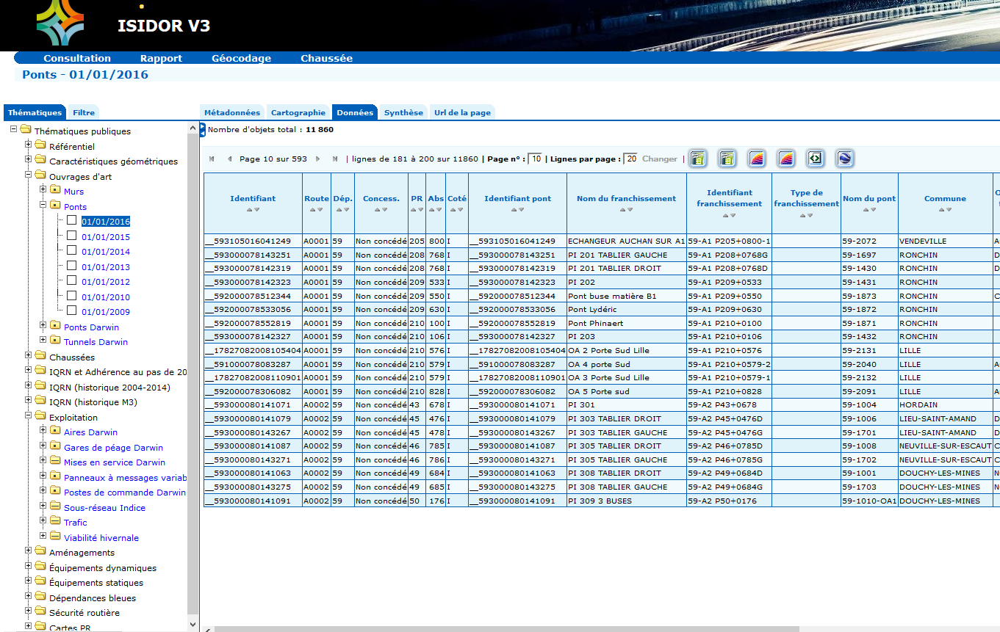 ISIDOR V3
Consultation Rapport Géocodage Chaussée
Ponts - 01/01/2016
Thématiques Filtre
Thématiques publiques
Référentiel
Caractéristiques géométriques
Ouvrages d'art
Murs
Ponts
01/01/2016
01/01/2015
01/01/2014
01/01/2013
01/01/2012
01/01/2010
01/01/2009
Ponts Darwin
Tunnels Darwin
Chaussées
IQRN et Adhérence au pas de 20
IQRN (historique 2004-2014)
IQRN (historique M3)
Exploitation
Aires Darwin
Gares de péage Darwin
Mises en service Darwin
Panneaux à messages variab
Postes de commande Darwin
Sous-réseau Indice
Trafic
Viabilité hivernale
Aménagements
Équipements dynamiques
Équipements statiques
Dépendances bleues
Sécurité routière
Cartes PR
Métadonnées Cartographie Données Synthèse Url de la page
Nombre d'objets total : 11 860
Page 10 sur 593 | lignes de 181 à 200 sur 11860 | Page n° : 10 | Lignes par page : 20 Changer |
Identifiant Route Dép. Concess. PR Abs Coté Identifiant pont Nom du franchissement Identifiant franchissement Type de franchissement Nom du pont Commune
__593105016041249 A0001 59 Non concédé 205 800 I __593105016041249 ECHANGEUR AUCHAN SUR A1 59-A1 P205+0800-1 59-2072 VENDEVILLE
__593000078143251 A0001 59 Non concédé 208 768 I __593000078143251 PI 201 TABLIER GAUCHE 59-A1 P208+0768G 59-1697 RONCHIN
__593000078142319 A0001 59 Non concédé 208 768 I __593000078142319 PI 201 TABLIER DROIT 59-A1 P208+0768D 59-1430 RONCHIN
__593000078142323 A0001 59 Non concédé 209 533 I __593000078142323 PI 202 59-A1 P209+0533 59-1431 RONCHIN
__592000078512344 A0001 59 Non concédé 209 550 I __592000078512344 Pont buse matière B1 59-A1 P209+0550 59-1873 RONCHIN
__592000078533056 A0001 59 Non concédé 209 630 I __592000078533056 Pont Lydéric 59-A1 P209+0630 59-1872 RONCHIN
__592000078552819 A0001 59 Non concédé 210 100 I __592000078552819 Pont Phinaert 59-A1 P210+0100 59-1871 RONCHIN
__593000078142327 A0001 59 Non concédé 210 106 I __593000078142327 PI 203 59-A1 P210+0106 59-1432 RONCHIN
__17827082008105404 A0001 59 Non concédé 210 576 I __17827082008105404 OA 2 Porte Sud Lille 59-A1 P210+0576 59-2131 LILLE
__591000078083287 A0001 59 Non concédé 210 579 I __591000078083287 OA 4 porte Sud 59-A1 P210+0579-2 59-2040 LILLE
__17827082008110901 A0001 59 Non concédé 210 579 I __17827082008110901 OA 3 Porte Sud Lille 59-A1 P210+0579-1 59-2132 LILLE
__592000078306082 A0001 59 Non concédé 210 828 I __592000078306082 OA 5 Porte sud 59-A1 P210+0828 59-2091 LILLE
__593000080141071 A0002 59 Non concédé 43 678 I __593000080141071 PI 301 59-A2 P43+0678 59-1004 HORDAIN
__593000080141079 A0002 59 Non concédé 45 476 I __593000080141079 PI 303 TABLIER DROIT 59-A2 P45+0476D 59-1006 LIEU-SAINT-AMAND
__593000080143267 A0002 59 Non concédé 45 478 I __593000080143267 PI 303 TABLIER GAUCHE 59-A2 P45+0476G 59-1701 LIEU-SAINT-AMAND
__593000080141087 A0002 59 Non concédé 46 785 I __593000080141087 PI 305 TABLIER DROIT 59-A2 P46+0785D 59-1008 NEUVILLE-SUR-ESCAUT
__593000080143271 A0002 59 Non concédé 46 786 I __593000080143271 PI 305 TABLIER GAUCHE 59-A2 P46+0785G 59-1702 NEUVILLE-SUR-ESCAUT
__593000080141063 A0002 59 Non concédé 49 684 I __593000080141063 PI 308 TABLIER DROIT 59-A2 P49+0684D 59-1001 DOUCHY-LES-MINES
__593000080143275 A0002 59 Non concédé 49 685 I __593000080143275 PI 308 TABLIER GAUCHE 59-A2 P49+0684G 59-1703 DOUCHY-LES-MINES
__593000080141091 A0002 59 Non concédé 50 176 I __593000080141091 PI 309 3 BUSES 59-A2 P50+0176 59-1010-OA1 DOUCHY-LES-MINES